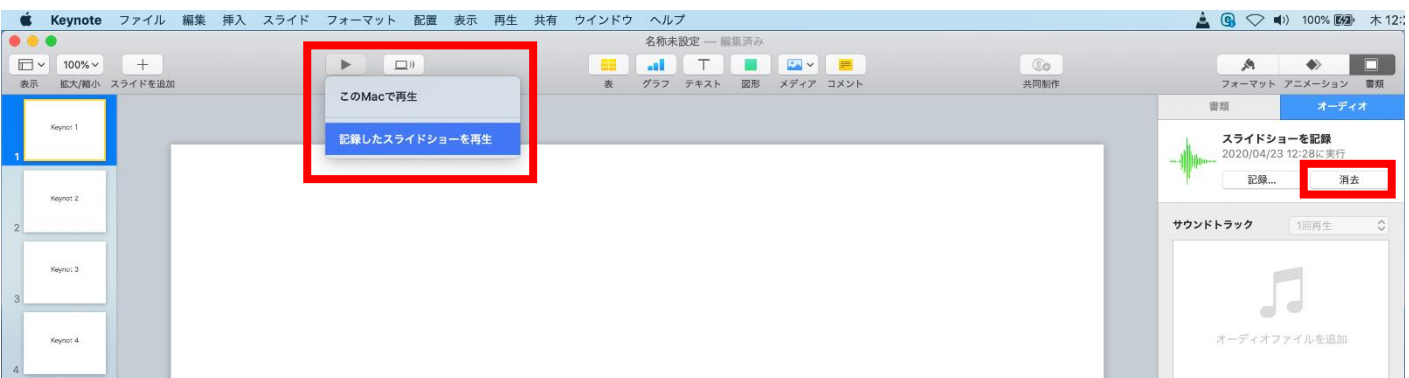 Keynote ファイル 編集 挿入 スライド フォーマット 配置 表示 再生 共有 ウインドウ ヘルプ 100% 木 12:2
名称未設定 — 編集済み
100%
表示 拡大/縮小 スライドを追加 表 グラフ テキスト 図形 メディア コメント 共同制作 フォーマット アニメーション 書類
このMacで再生
記録したスライドショーを再生
書類 オーディオ
スライドショーを記録
2020/04/23 12:28に実行
記録... 消去
サウンドトラック 1回再生
オーディオファイルを追加
Keynot 1
1
Keynot 2
2
Keynot 3
3
Keynot 4
4